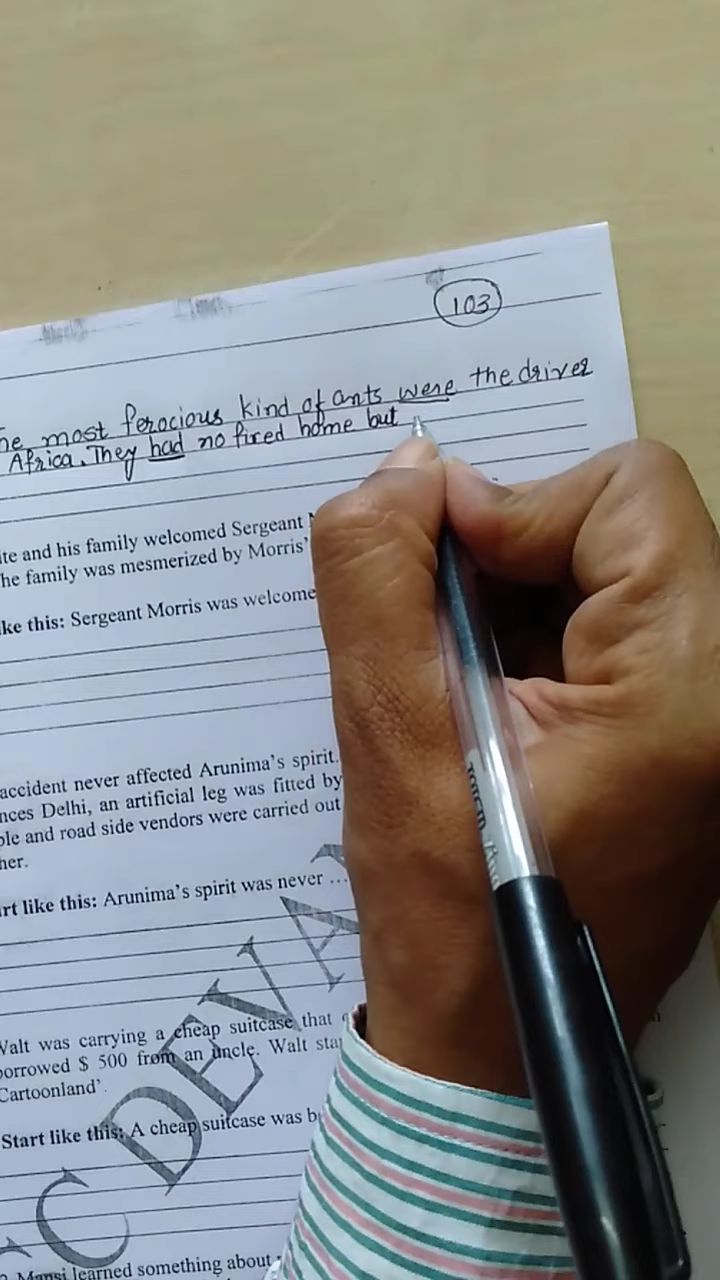 103
he most ferocious kind of ants were the driver
Africa. They had no fixed home but
ite and his family welcomed Sergeant
he family was mesmerized by Morris'
ke this: Sergeant Morris was welcome
accident never affected Arunima's spirit.
nces Delhi, an artificial leg was fitted by
ple and road side vendors were carried out
her.
rt like this: Arunima's spirit was never ...
Walt was carrying a cheap suitcase that
borrowed $ 500 from an uncle. Walt sta
Cartoonland'.
Start like this: A cheap suitcase was b
C DEVA
Mansi learned something about